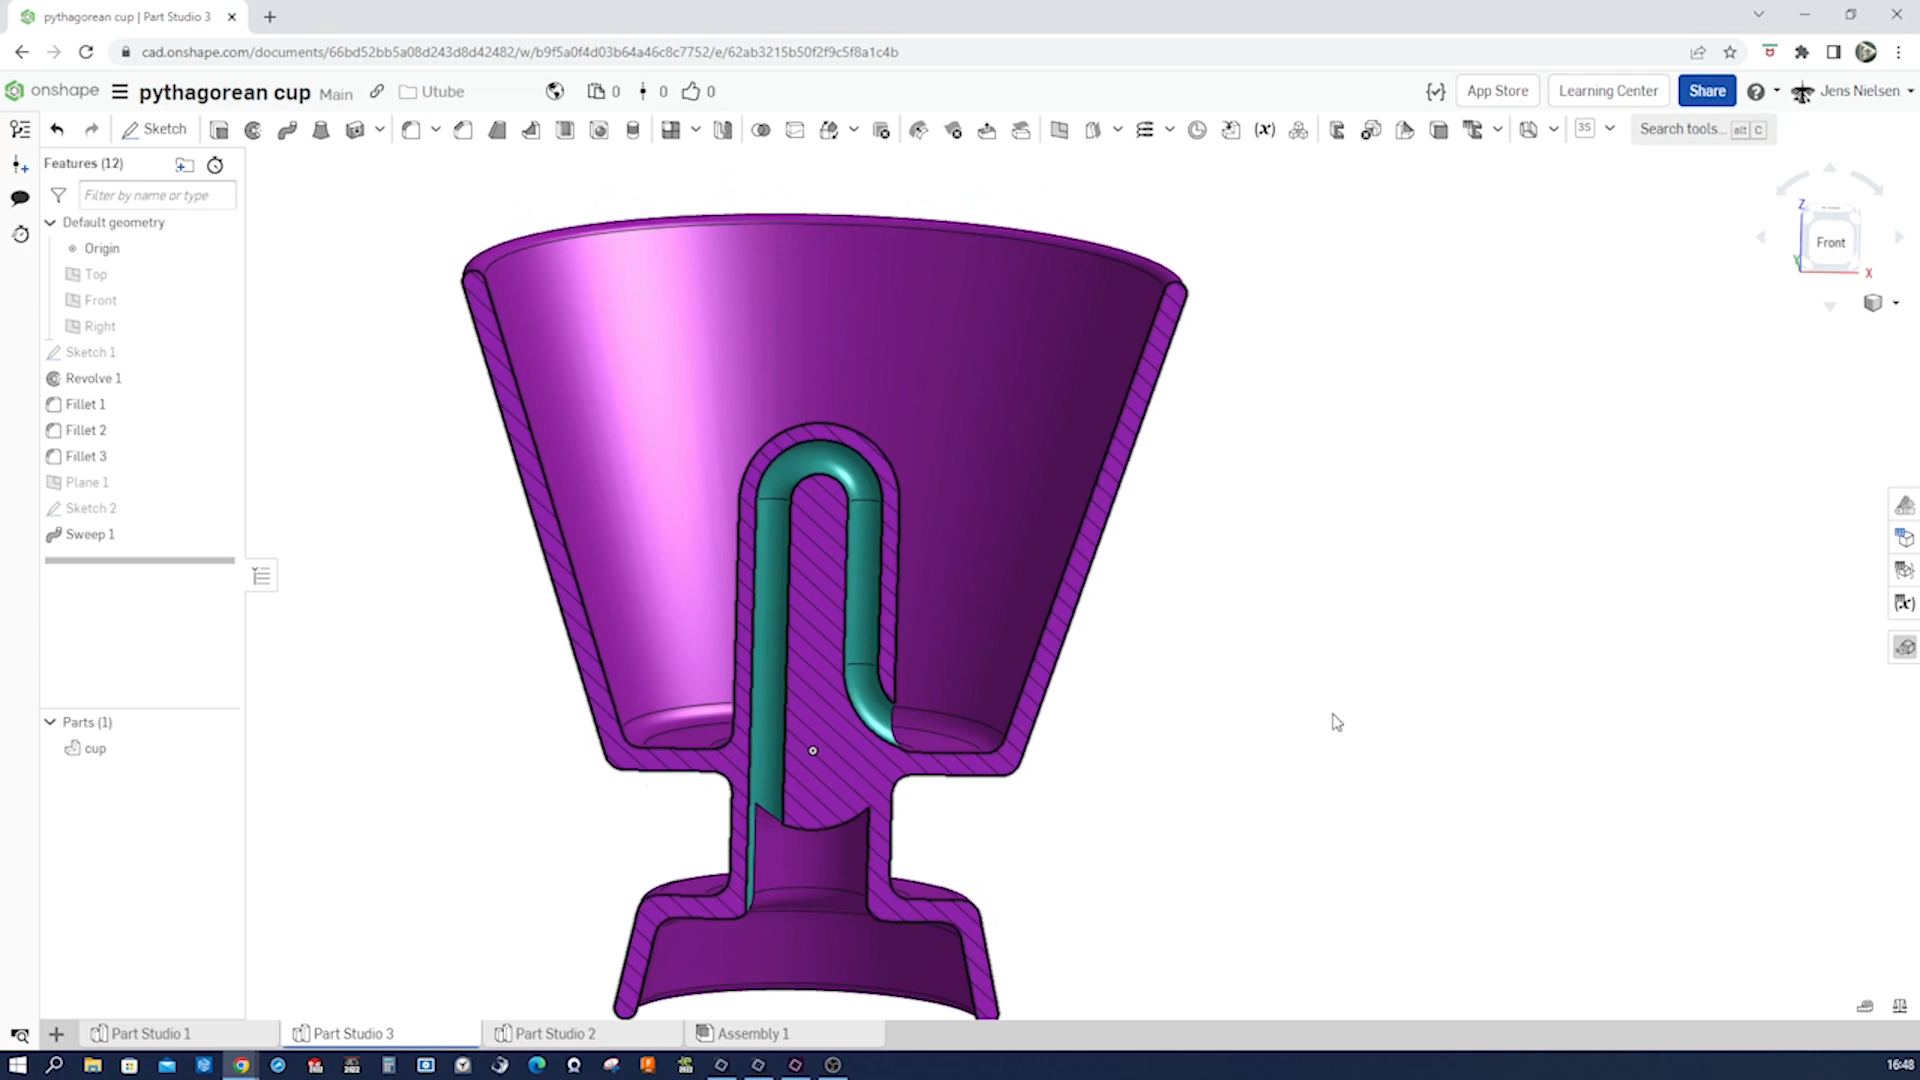 pythagorean cup | Part Studio 3
cad.onshape.com/documents/66bd52bb5a08d243d8d42482/w/b9f5a0f4d03b64a46c8c7752/e/62ab3215b50f2f9c5f8a1c4b
onshape pythagorean cup Main Utube 0 0 0 App Store Learning Center Share Jens Nielsen
Sketch (x) 3S Search tools... alt C
Features (12)
Filter by name or type
Default geometry
Origin
Top
Front
Right
Sketch 1
Revolve 1
Fillet 1
Fillet 2
Fillet 3
Plane 1
Sketch 2
Sweep 1
Parts (1)
cup
Z
Front
Y
X
(x)
Part Studio 1 Part Studio 3 Part Studio 2 Assembly 1
16:48